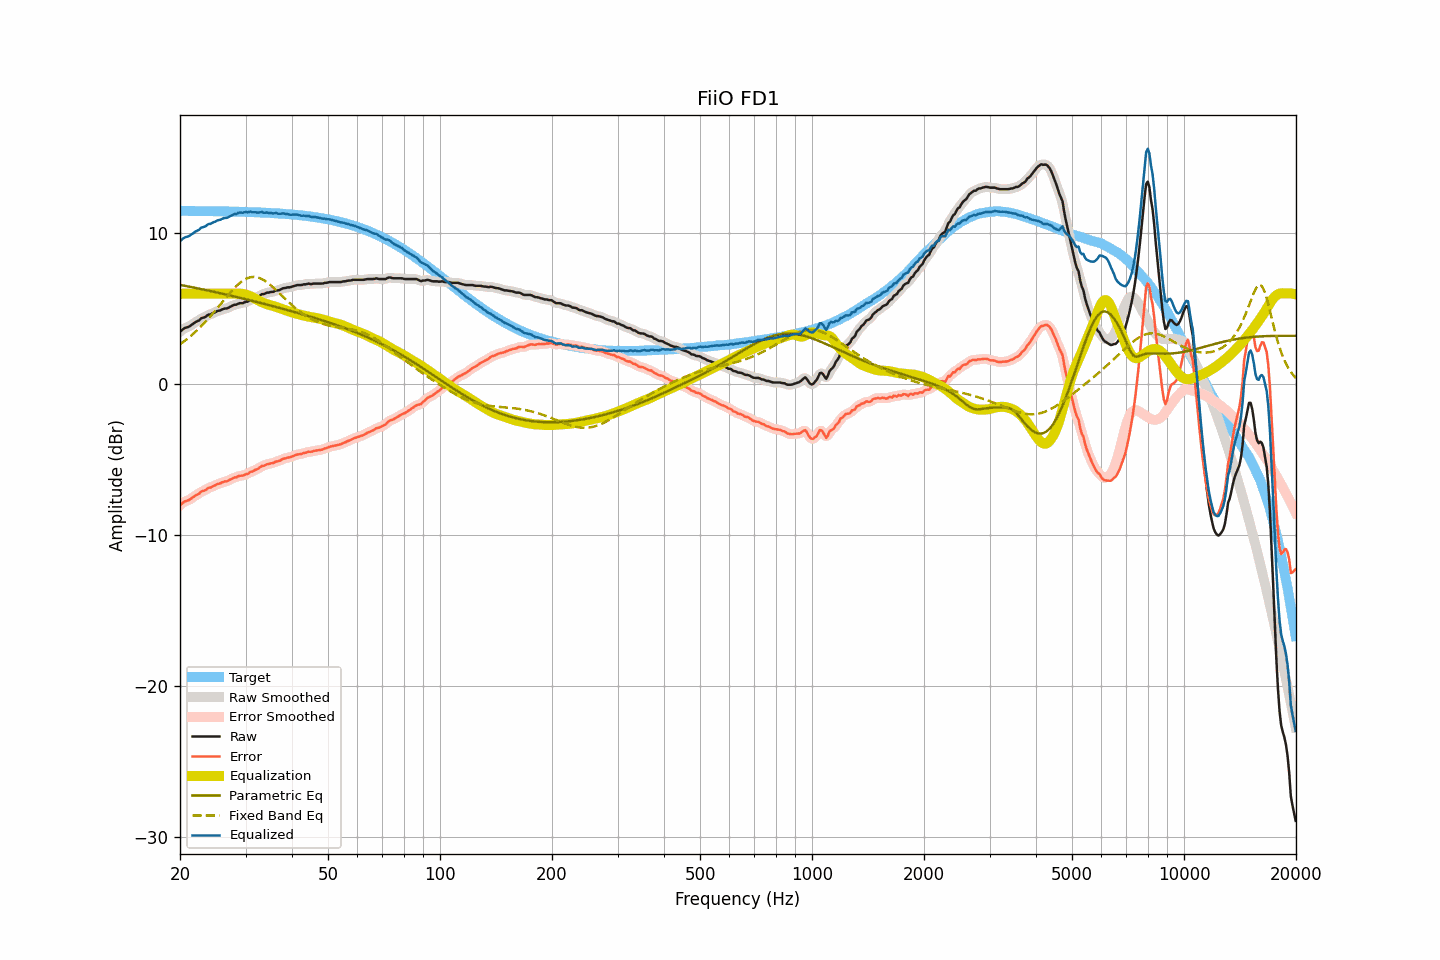 FiiO FD1
Amplitude (dBr)
10
0
−10
−20
−30
Target
Raw Smoothed
Error Smoothed
Raw
Error
Equalization
Parametric Eq
Fixed Band Eq
Equalized
20 50 100 200 500 1000 2000 5000 10000 20000
Frequency (Hz)